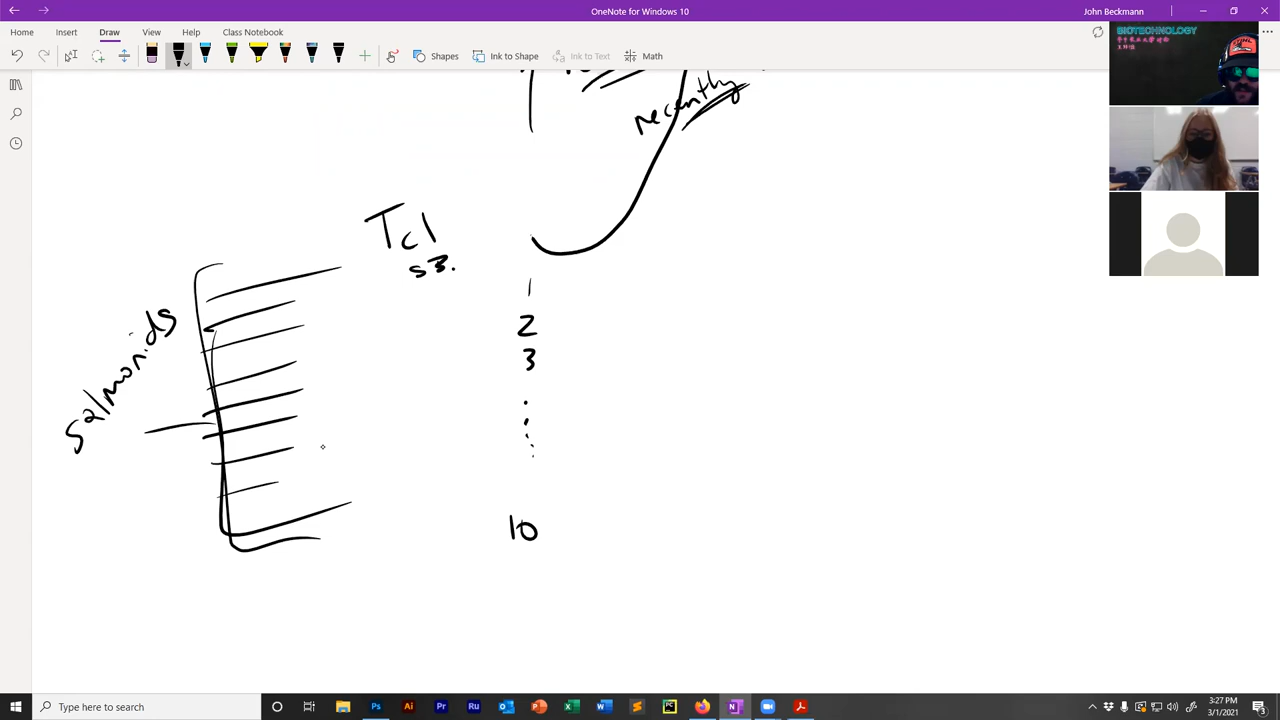 OneNote for Windows 10
John Beckmann
Home
Insert
Draw
View
Help
Class Notebook
Shapes
Ink to Shape
Ink to Text
Math
BIOTECHNOLOGY
recently
Tc1
s3.
salmonids
1
2
3
10
Type here to search
3:27 PM
3/1/2021